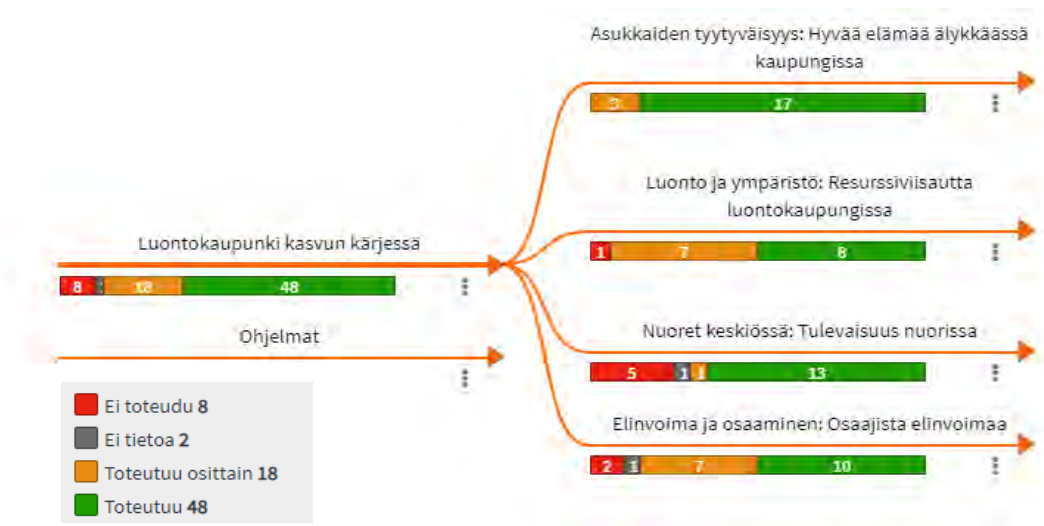 Asukkaiden tyytyväisyys: Hyvää elämää älykkäässä
kaupungissa
3 17
Luonto ja ympäristö: Resurssiviisautta
luontokaupungissa
1 7 8
Luontokaupunki kasvun kärjessä
8 18 48
Ohjelmat
Nuoret keskiössä: Tulevaisuus nuorissa
5 1 1 13
Elinvoima ja osaaminen: Osaajista elinvoimaa
2 1 7 10
Ei toteudu 8
Ei tietoa 2
Toteutuu osittain 18
Toteutuu 48